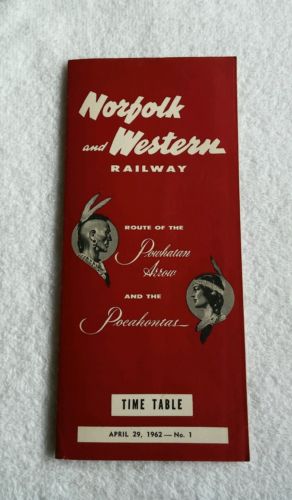 Norfolk
and Western
RAILWAY
ROUTE OF THE
Powhatan
Arrow
AND THE
Pocahontas
TIME TABLE
APRIL 29, 1962 — No. 1